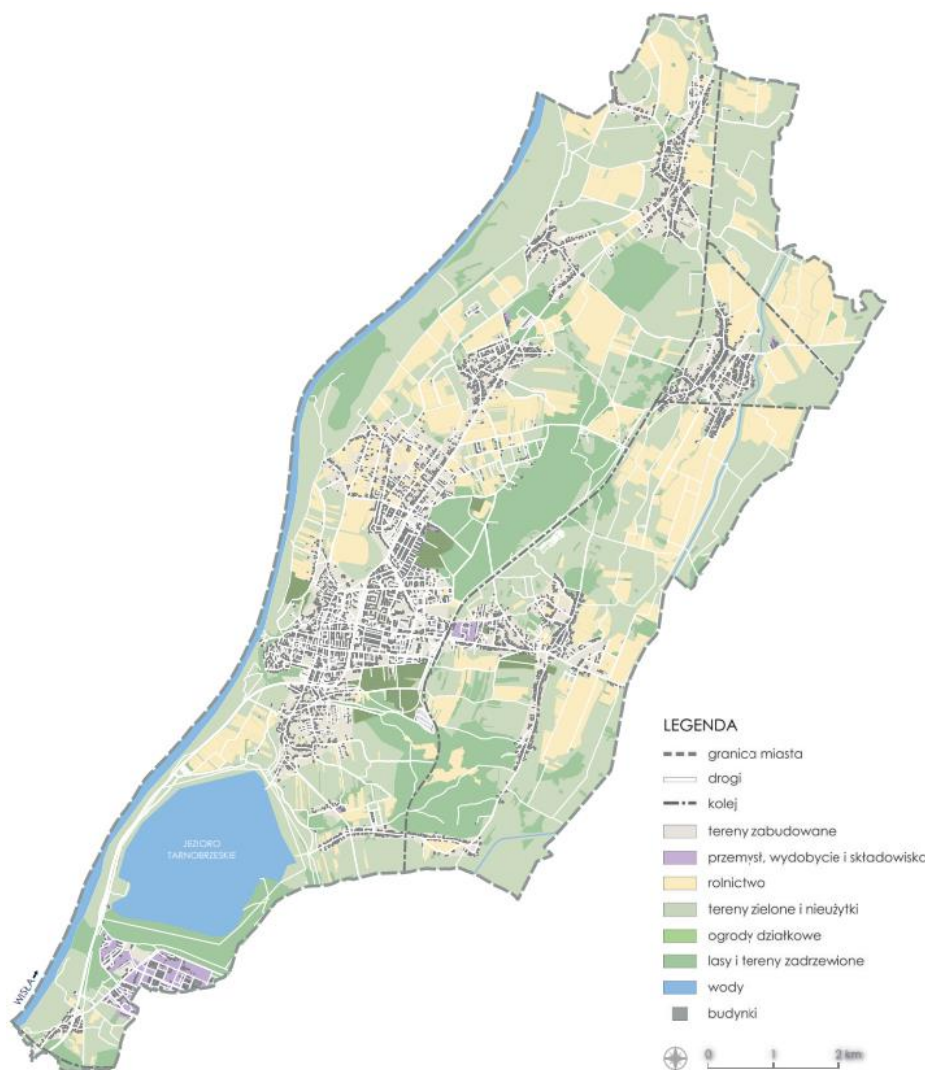 JEZIORO
TARNOBRZESKIE
WISŁA
LEGENDA
granica miasta
drogi
kolej
tereny zabudowane
przemysł, wydobycie i składowiska
rolnictwo
tereny zielone i nieużytki
ogrody działkowe
lasy i tereny zadrzewione
wody
budynki
0 1 2 km